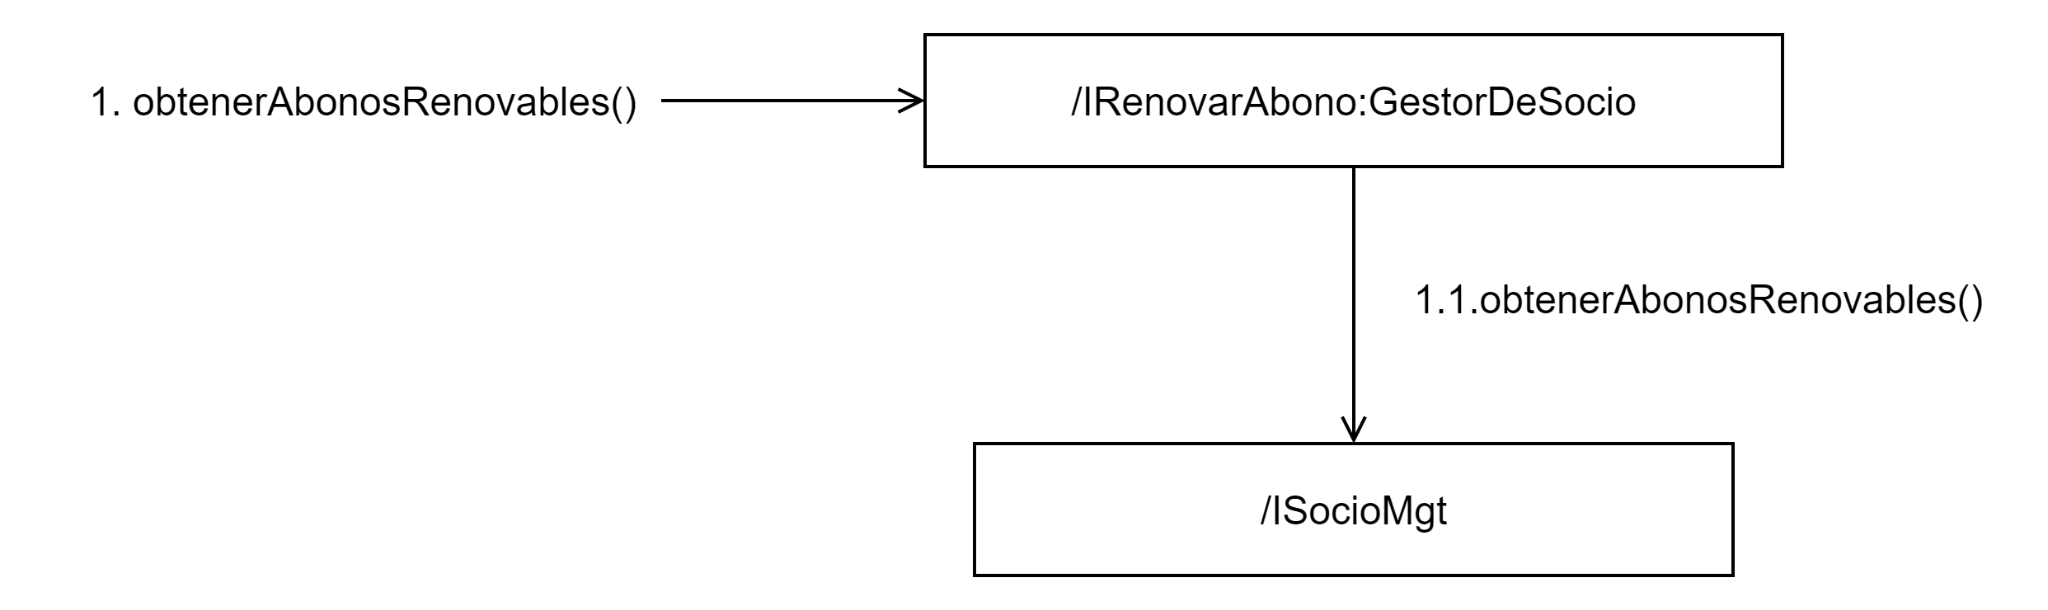 1. obtenerAbonosRenovables()
/IRenovarAbono:GestorDeSocio
1.1.obtenerAbonosRenovables()
/ISocioMgt